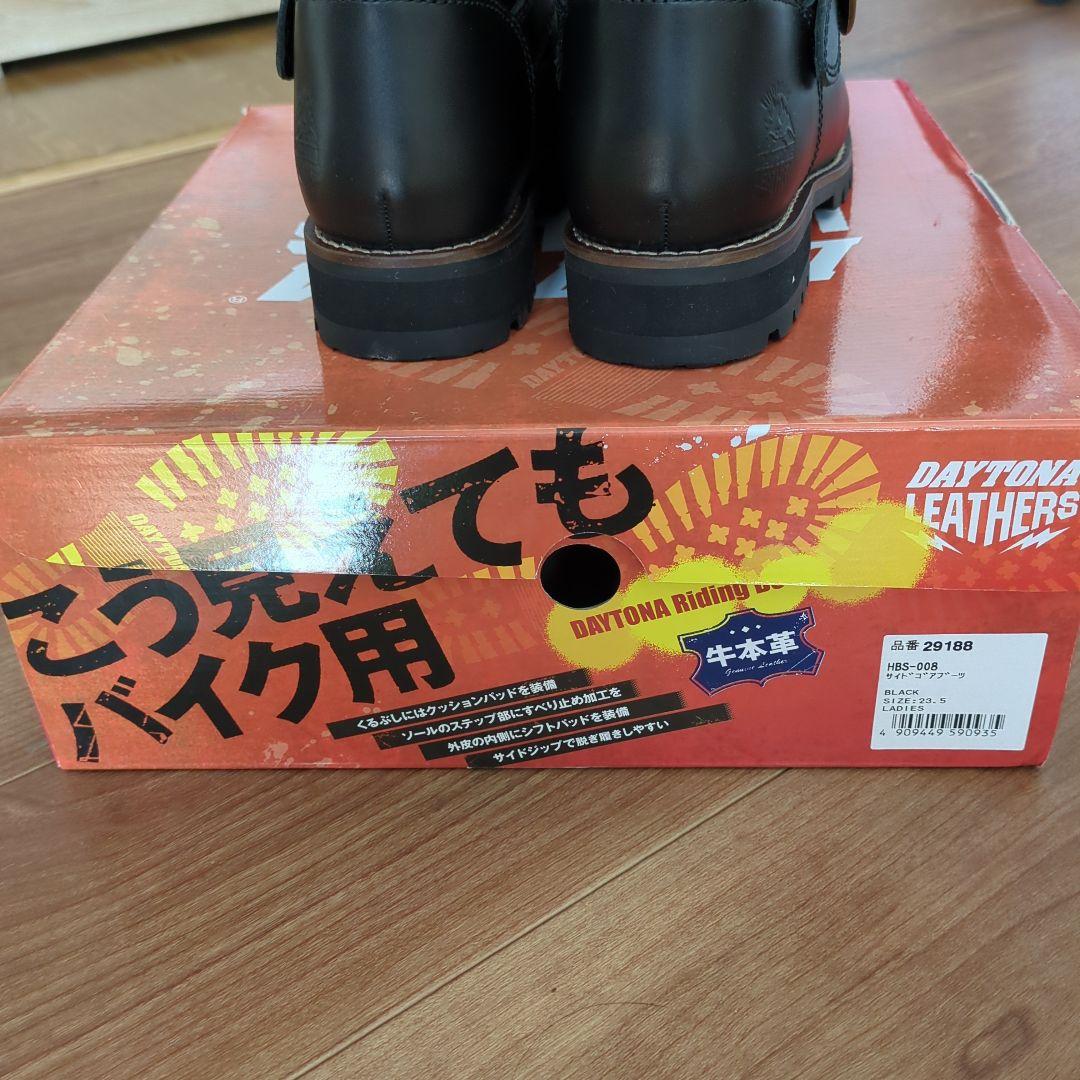 ®
DAYTONA
DAYTONA
こう見えても
バイク用
DAYTONA
LEATHERS
DAYTONA Riding
牛本革
Genuine Leather
くるぶしにはクッションパッドを装備
ソールのステップ部にすべり止め加工を
外皮の内側にシフトパッドを装備
サイドジップで脱ぎ履きしやすい
品番 29188
HBS-008
サイドゴアブーツ
BLACK
SIZE:23.5
LADIES
4 909449 590935